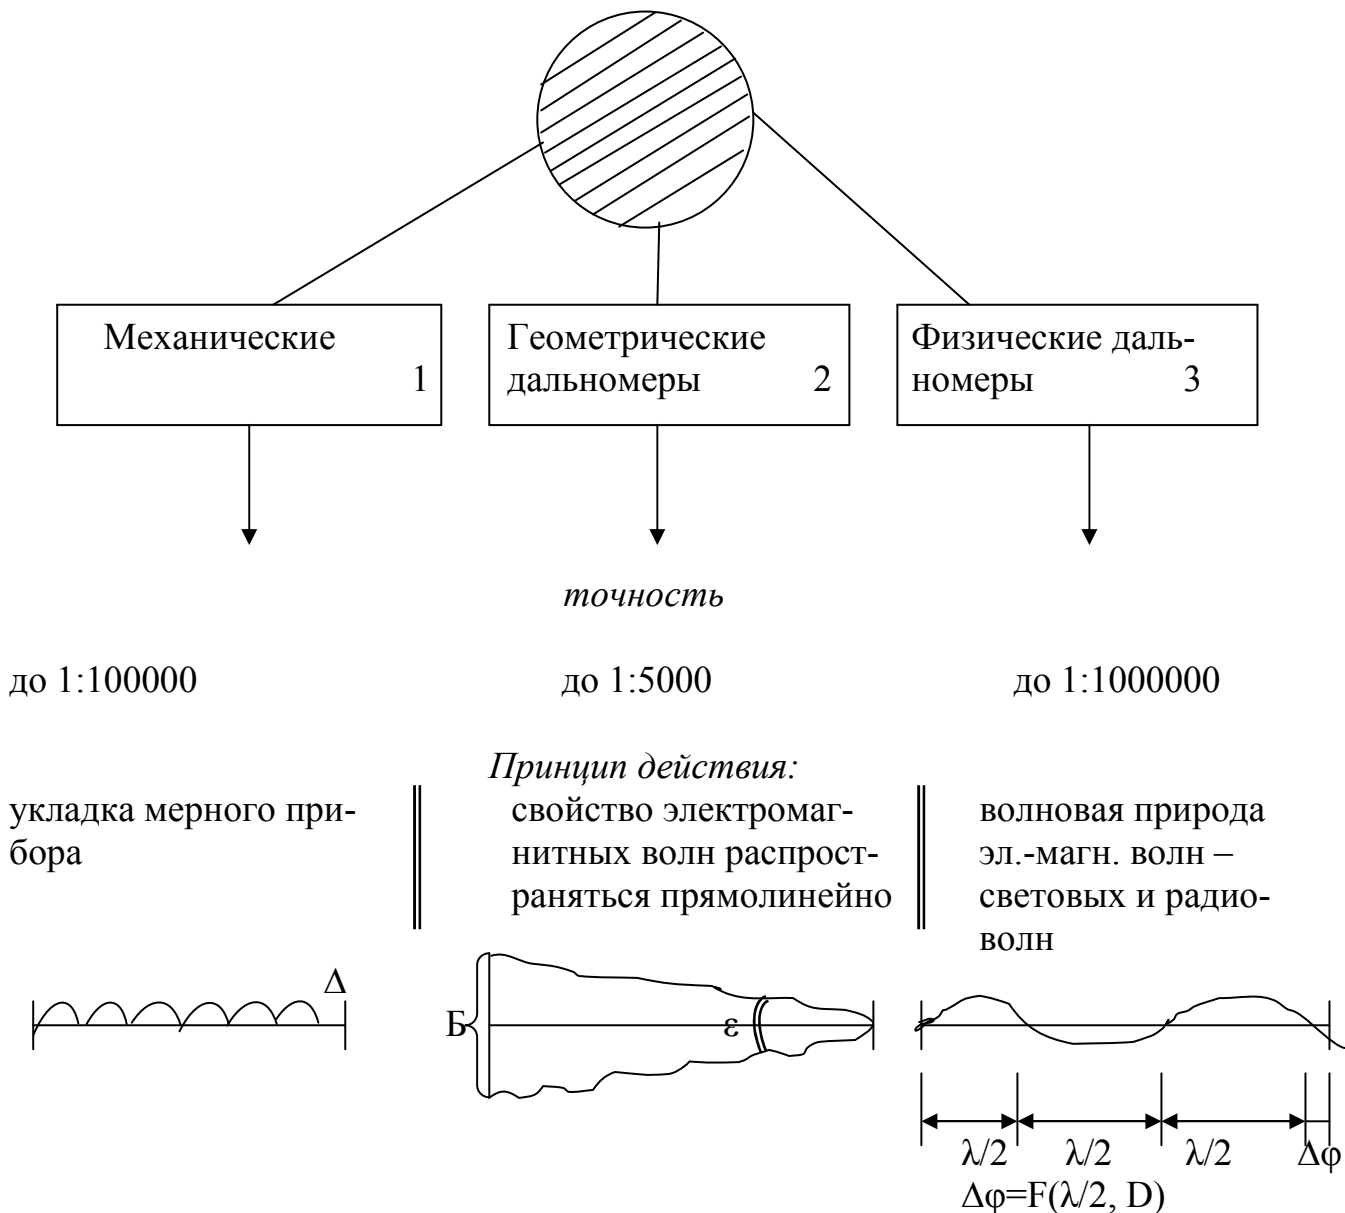 Механические
1
Геометрические
дальномеры 2
Физические даль-
номеры 3
точность
до 1:100000
до 1:5000
до 1:1000000
Принцип действия:
укладка мерного при-
бора
свойство электромаг-
нитных волн распрост-
раняться прямолинейно
волновая природа
эл.-магн. волн –
световых и радио-
волн
Δ
Б
ε
λ/2 λ/2 λ/2 Δφ
Δφ=F(λ/2, D)